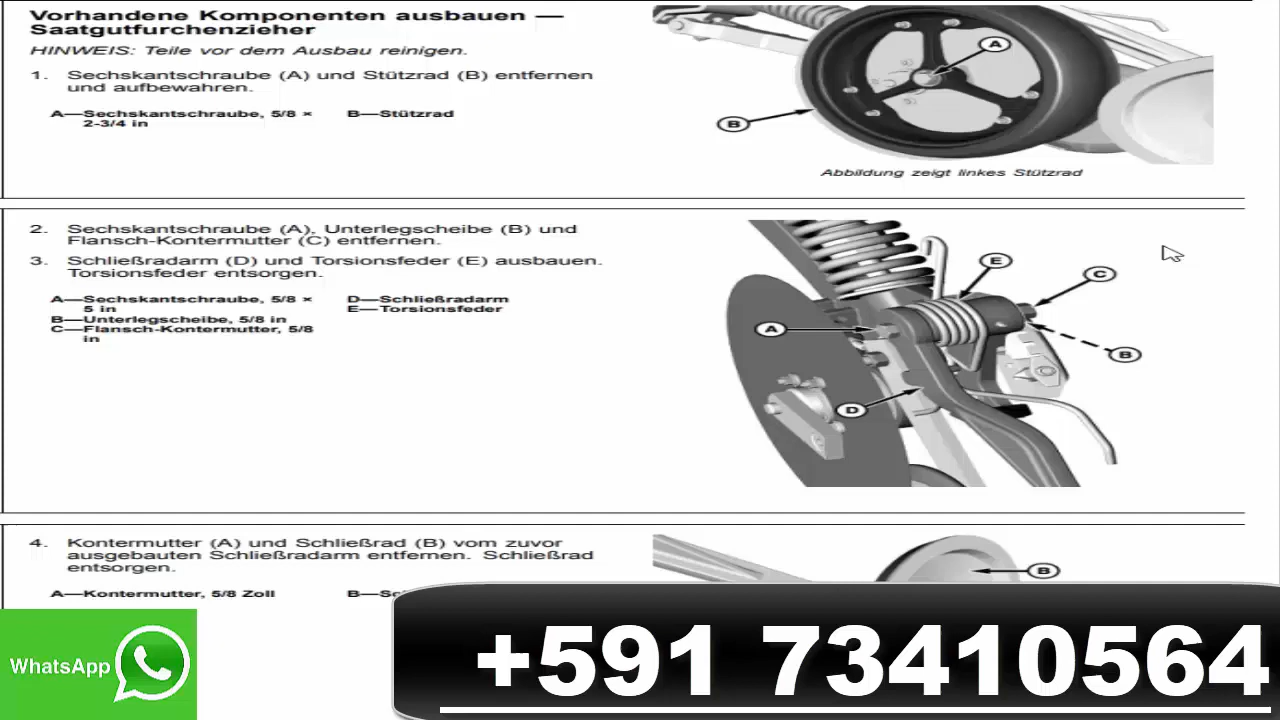 Vorhandene Komponenten ausbauen —
Saatgutfurchenzieher
HINWEIS: Teile vor dem Ausbau reinigen.
1. Sechskantschraube (A) und Stützrad (B) entfernen
und aufbewahren.
A—Sechskantschraube, 5/8 ×
2-3/4 in
B—Stützrad
A
B
Abbildung zeigt linkes Stützrad
2. Sechskantschraube (A), Unterlegscheibe (B) und
Flansch-Kontermutter (C) entfernen.
3. Schließradarm (D) und Torsionsfeder (E) ausbauen.
Torsionsfeder entsorgen.
A—Sechskantschraube, 5/8 ×
5 in
B—Unterlegscheibe, 5/8 in
C—Flansch-Kontermutter, 5/8
in
D—Schließradarm
E—Torsionsfeder
E
C
A
B
D
4. Kontermutter (A) und Schließrad (B) vom zuvor
ausgebauten Schließradarm entfernen. Schließrad
entsorgen.
A—Kontermutter, 5/8 Zoll
B
WhatsApp
+591 73410564